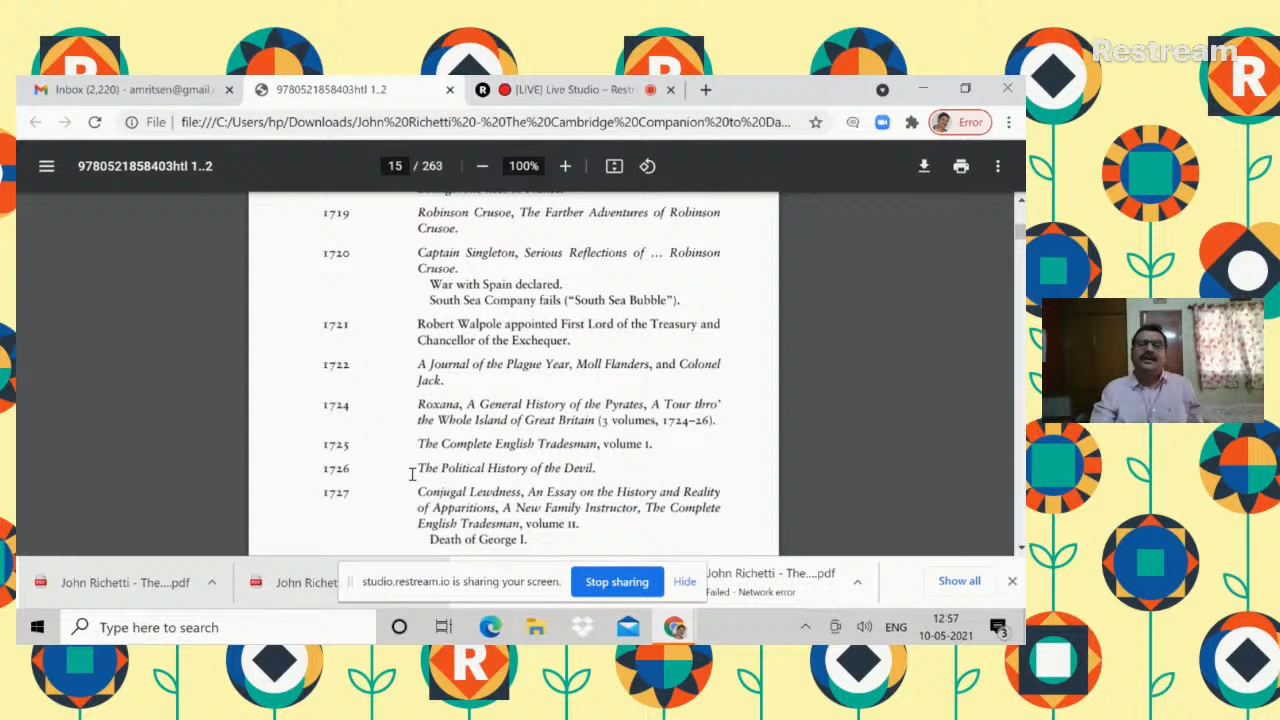 Restream
Inbox (2,220) - amritsen@gmail.
9780521858403htl 1..2
[LIVE] Live Studio – Restr
File
file:///C:/Users/hp/Downloads/John%20Richetti%20-%20The%20Cambridge%20Companion%20to%20Da...
Error
9780521858403htl 1..2
15 / 263
100%
1719 Robinson Crusoe, The Farther Adventures of Robinson
Crusoe.
1720 Captain Singleton, Serious Reflections of ... Robinson
Crusoe.
War with Spain declared.
South Sea Company fails (“South Sea Bubble”).
1721 Robert Walpole appointed First Lord of the Treasury and
Chancellor of the Exchequer.
1722 A Journal of the Plague Year, Moll Flanders, and Colonel
Jack.
1724 Roxana, A General History of the Pyrates, A Tour thro’
the Whole Island of Great Britain (3 volumes, 1724–26).
1725 The Complete English Tradesman, volume I.
1726 The Political History of the Devil.
1727 Conjugal Lewdness, An Essay on the History and Reality
of Apparitions, A New Family Instructor, The Complete
English Tradesman, volume II.
Death of George I.
John Richetti - The....pdf
John Richet
studio.restream.io is sharing your screen.
Stop sharing
Hide
John Richetti - The....pdf
Failed - Network error
Show all
Type here to search
ENG
12:57
10-05-2021
3
R
R
R
R
R